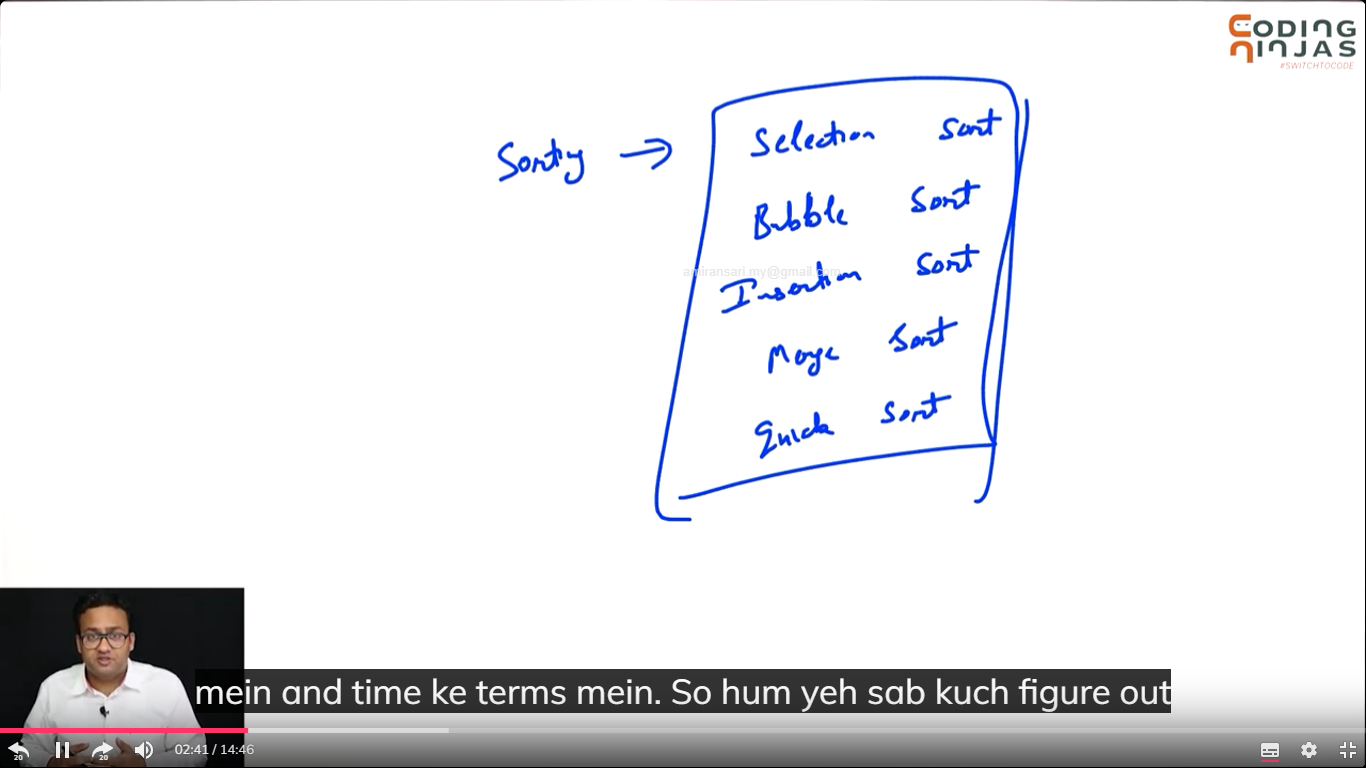 CODING
NINJAS
#SWITCHTOCODE
Sorting → Selection Sort
Bubble Sort
amiransari.my@gmail.com
Insertion Sort
Merge Sort
Quick Sort
mein and time ke terms mein. So hum yeh sab kuch figure out
20 20 02:41 / 14:46